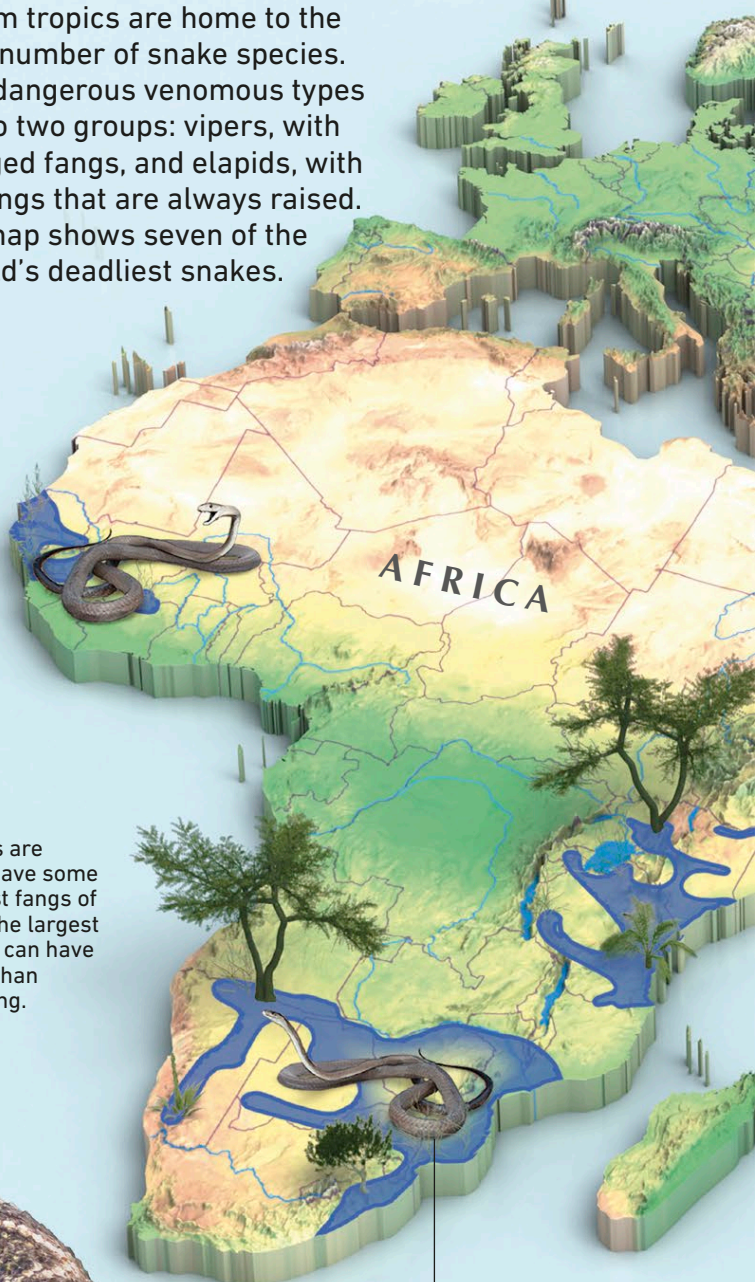 m tropics are home to the
number of snake species.
dangerous venomous types
o two groups: vipers, with
ged fangs, and elapids, with
ngs that are always raised.
map shows seven of the
d’s deadliest snakes.
AFRICA
s are
ave some
st fangs of
he largest
can have
han
ng.